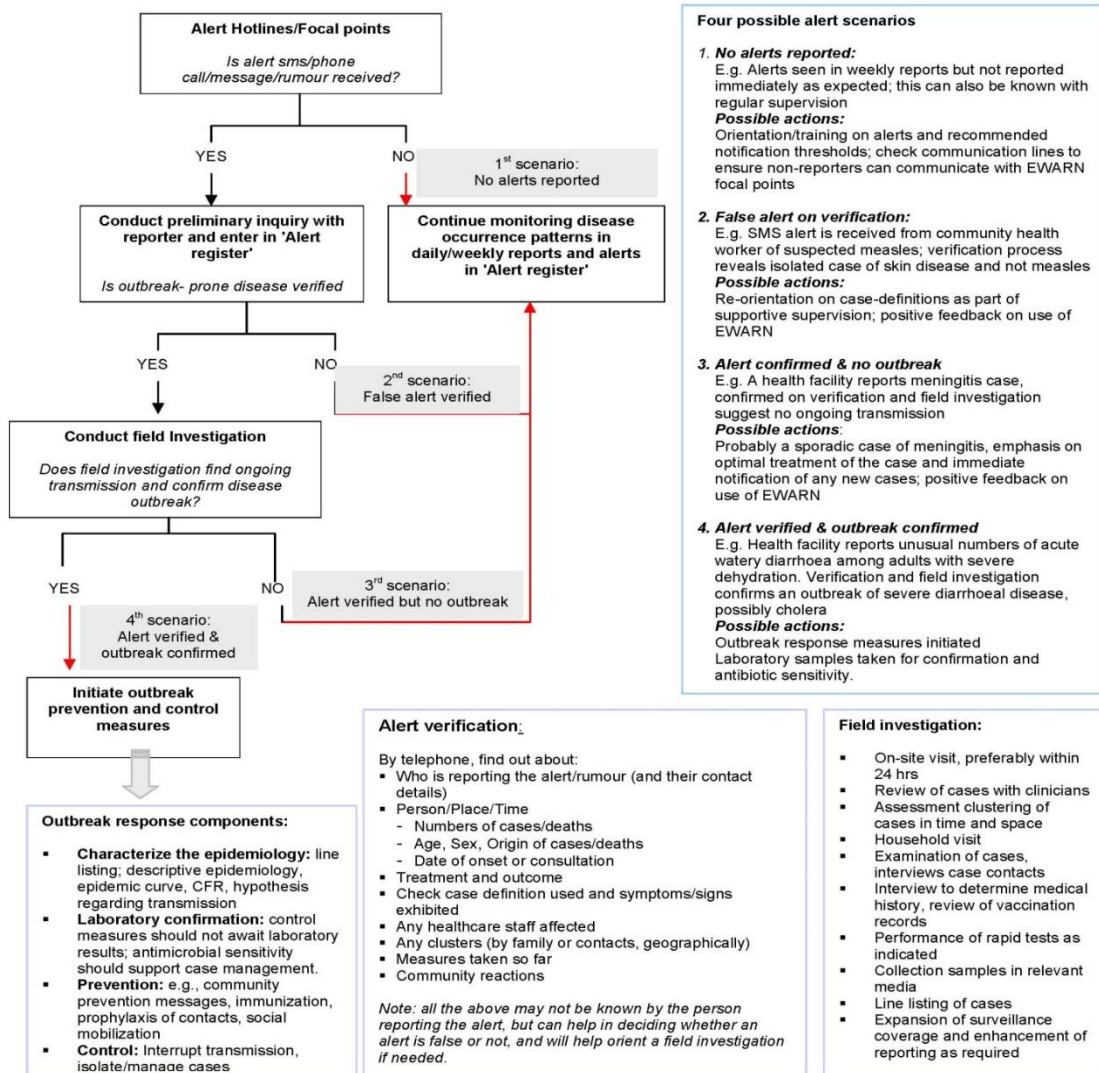 Alert Hotlines/Focal points
Is alert sms/phone
call/message/rumour received?
YES
NO
1st scenario:
No alerts reported
Conduct preliminary inquiry with
reporter and enter in 'Alert
register'
Is outbreak- prone disease verified
Continue monitoring disease
occurrence patterns in
daily/weekly reports and alerts
in 'Alert register'
YES
NO
2nd scenario:
False alert verified
Conduct field Investigation
Does field investigation find ongoing
transmission and confirm disease
outbreak?
YES
NO
3rd scenario:
Alert verified but no outbreak
4th scenario:
Alert verified &
outbreak confirmed
Initiate outbreak
prevention and control
measures
Four possible alert scenarios
1. No alerts reported:
E.g. Alerts seen in weekly reports but not reported
immediately as expected; this can also be known with
regular supervision
Possible actions:
Orientation/training on alerts and recommended
notification thresholds; check communication lines to
ensure non-reporters can communicate with EWARN
focal points
2. False alert on verification:
E.g. SMS alert is received from community health
worker of suspected measles; verification process
reveals isolated case of skin disease and not measles
Possible actions:
Re-orientation on case-definitions as part of
supportive supervision; positive feedback on use of
EWARN
3. Alert confirmed & no outbreak
E.g. A health facility reports meningitis case,
confirmed on verification and field investigation
suggest no ongoing transmission
Possible actions:
Probably a sporadic case of meningitis, emphasis on
optimal treatment of the case and immediate
notification of any new cases; positive feedback on
use of EWARN
4. Alert verified & outbreak confirmed
E.g. Health facility reports unusual numbers of acute
watery diarrhoea among adults with severe
dehydration. Verification and field investigation
confirms an outbreak of severe diarrhoeal disease,
possibly cholera
Possible actions:
Outbreak response measures initiated
Laboratory samples taken for confirmation and
antibiotic sensitivity.
Outbreak response components:
▪ Characterize the epidemiology: line
listing; descriptive epidemiology,
epidemic curve, CFR, hypothesis
regarding transmission
▪ Laboratory confirmation: control
measures should not await laboratory
results; antimicrobial sensitivity
should support case management.
▪ Prevention: e.g., community
prevention messages, immunization,
prophylaxis of contacts, social
mobilization
▪ Control: Interrupt transmission,
isolate/manage cases
Alert verification:
By telephone, find out about:
▪ Who is reporting the alert/rumour (and their contact
details)
▪ Person/Place/Time
- Numbers of cases/deaths
- Age, Sex, Origin of cases/deaths
- Date of onset or consultation
▪ Treatment and outcome
▪ Check case definition used and symptoms/signs
exhibited
▪ Any healthcare staff affected
▪ Any clusters (by family or contacts, geographically)
▪ Measures taken so far
▪ Community reactions
Note: all the above may not be known by the person
reporting the alert, but can help in deciding whether an
alert is false or not, and will help orient a field investigation
if needed.
Field investigation:
▪ On-site visit, preferably within
24 hrs
▪ Review of cases with clinicians
▪ Assessment clustering of
cases in time and space
▪ Household visit
▪ Examination of cases,
interviews case contacts
▪ Interview to determine medical
history, review of vaccination
records
▪ Performance of rapid tests as
indicated
▪ Collection samples in relevant
media
▪ Line listing of cases
▪ Expansion of surveillance
coverage and enhancement of
reporting as required